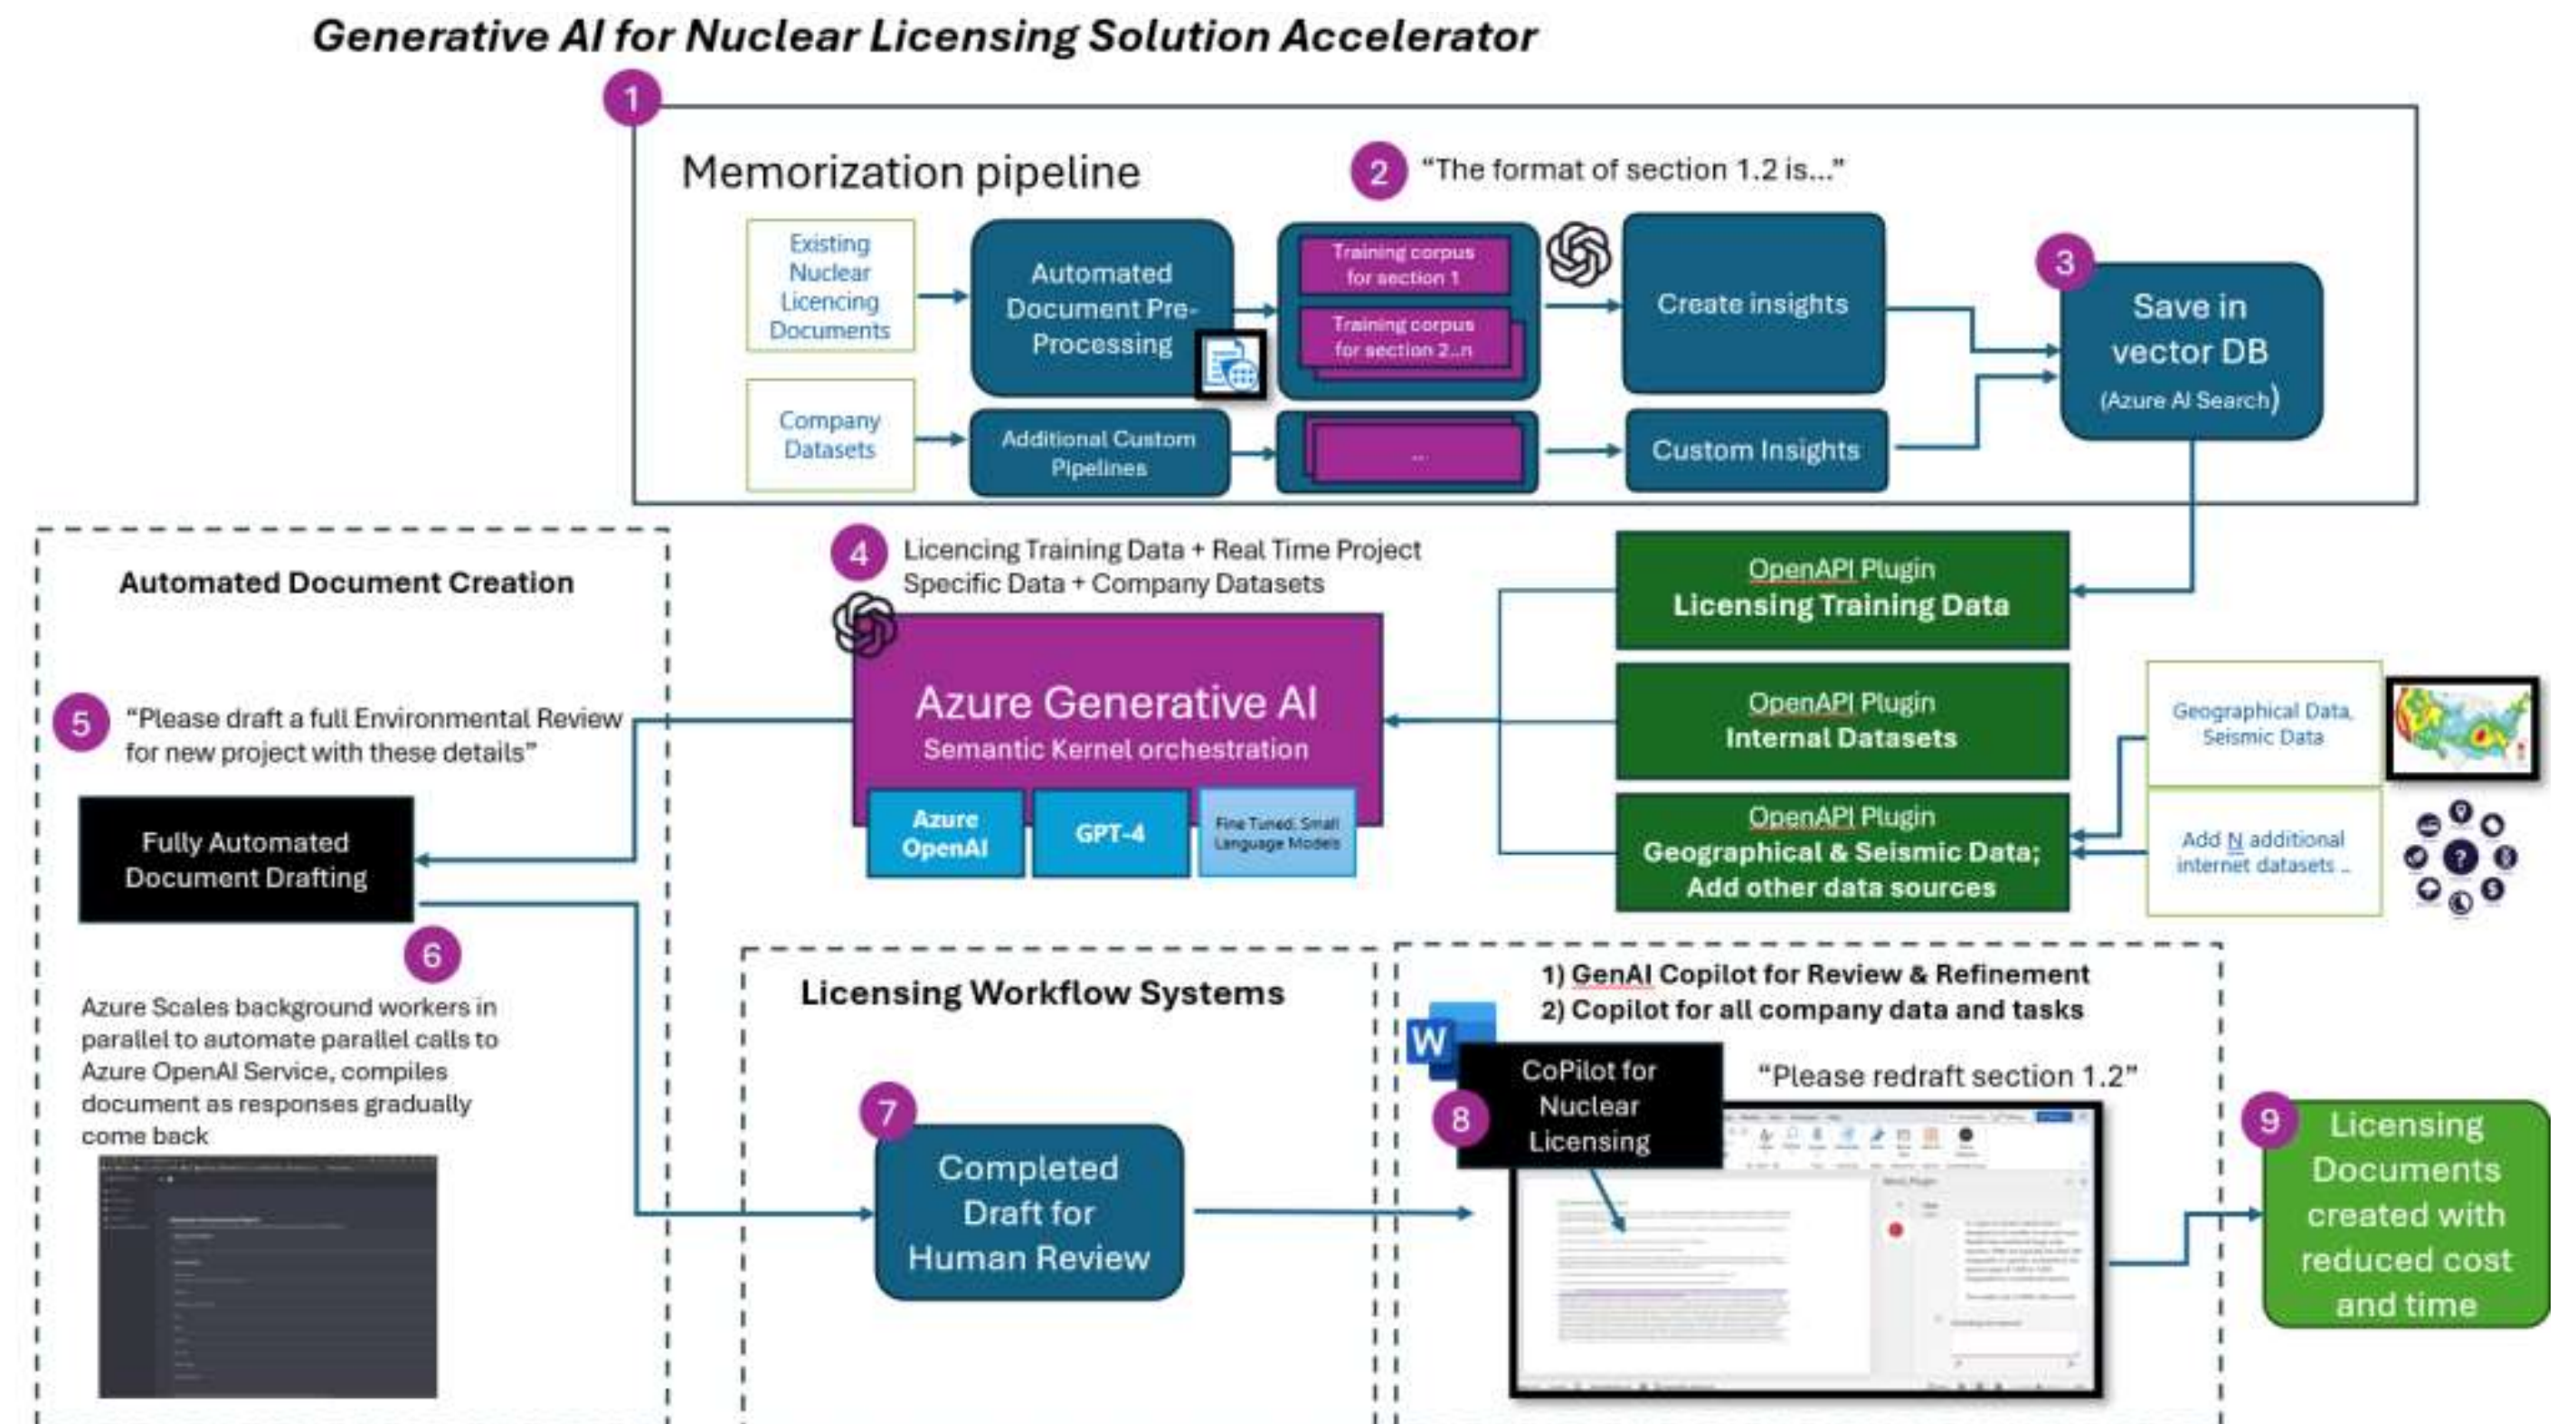 Generative AI for Nuclear Licensing Solution Accelerator
1
Memorization pipeline
2
“The format of section 1.2 is...”
Existing
Nuclear
Licencing
Documents
Automated
Document Pre-
Processing
Training corpus
for section 1
Training corpus
for section 2..n
Create insights
3
Save in
vector DB
(Azure AI Search)
Company
Datasets
Additional Custom
Pipelines
...
Custom Insights
4
Licencing Training Data + Real Time Project
Specific Data + Company Datasets
Azure Generative AI
Semantic Kernel orchestration
Azure
OpenAI
GPT-4
Fine Tuned, Small
Language Models
OpenAPI Plugin
Licensing Training Data
OpenAPI Plugin
Internal Datasets
OpenAPI Plugin
Geographical & Seismic Data;
Add other data sources
Geographical Data,
Seismic Data
Add N additional
internet datasets ..
?
$
Automated Document Creation
5
“Please draft a full Environmental Review
for new project with these details”
Fully Automated
Document Drafting
6
Azure Scales background workers in
parallel to automate parallel calls to
Azure OpenAI Service, compiles
document as responses gradually
come back
Licensing Workflow Systems
7
Completed
Draft for
Human Review
1) GenAI Copilot for Review & Refinement
2) Copilot for all company data and tasks
W
8
CoPilot for
Nuclear
Licensing
“Please redraft section 1.2”
9
Licensing
Documents
created with
reduced cost
and time